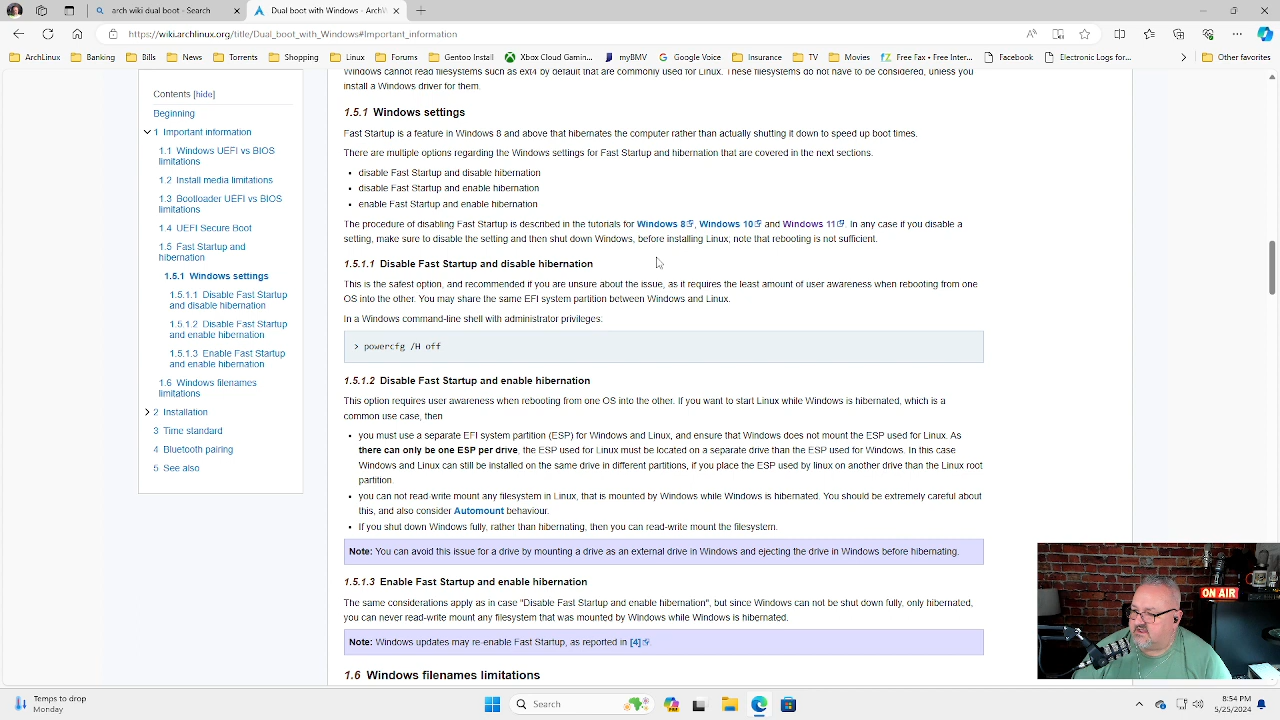 arch wiki dual boot - Search
Dual boot with Windows - ArchW
https://wiki.archlinux.org/title/Dual_boot_with_Windows#Important_information
ArchLinux
Banking
Bills
News
Torrents
Shopping
Linux
Forums
Gentoo Install
Xbox Cloud Gamin...
myBMV
Google Voice
Insurance
TV
Movies
Free Fax • Free Inter...
Facebook
Electronic Logs for...
Other favorites
Contents [hide]
Beginning
1 Important information
1.1 Windows UEFI vs BIOS
limitations
1.2 Install media limitations
1.3 Bootloader UEFI vs BIOS
limitations
1.4 UEFI Secure Boot
1.5 Fast Startup and
hibernation
1.5.1 Windows settings
1.5.1.1 Disable Fast Startup
and disable hibernation
1.5.1.2 Disable Fast Startup
and enable hibernation
1.5.1.3 Enable Fast Startup
and enable hibernation
1.6 Windows filenames
limitations
2 Installation
3 Time standard
4 Bluetooth pairing
5 See also
Windows cannot read filesystems such as ext4 by default that are commonly used for Linux. These filesystems do not have to be considered, unless you
install a Windows driver for them.
1.5.1 Windows settings
Fast Startup is a feature in Windows 8 and above that hibernates the computer rather than actually shutting it down to speed up boot times.
There are multiple options regarding the Windows settings for Fast Startup and hibernation that are covered in the next sections.
• disable Fast Startup and disable hibernation
• disable Fast Startup and enable hibernation
• enable Fast Startup and enable hibernation
The procedure of disabling Fast Startup is described in the tutorials for Windows 8, Windows 10 and Windows 11. In any case if you disable a
setting, make sure to disable the setting and then shut down Windows, before installing Linux; note that rebooting is not sufficient.
1.5.1.1 Disable Fast Startup and disable hibernation
This is the safest option, and recommended if you are unsure about the issue, as it requires the least amount of user awareness when rebooting from one
OS into the other. You may share the same EFI system partition between Windows and Linux.
In a Windows command-line shell with administrator privileges:
> powercfg /H off
1.5.1.2 Disable Fast Startup and enable hibernation
This option requires user awareness when rebooting from one OS into the other. If you want to start Linux while Windows is hibernated, which is a
common use case, then
• you must use a separate EFI system partition (ESP) for Windows and Linux, and ensure that Windows does not mount the ESP used for Linux. As
there can only be one ESP per drive, the ESP used for Linux must be located on a separate drive than the ESP used for Windows. In this case
Windows and Linux can still be installed on the same drive in different partitions, if you place the ESP used by linux on another drive than the Linux root
partition.
• you can not read-write mount any filesystem in Linux, that is mounted by Windows while Windows is hibernated. You should be extremely careful about
this, and also consider Automount behaviour.
• If you shut down Windows fully, rather than hibernating, then you can read-write mount the filesystem.
Note: You can avoid this issue for a drive by mounting a drive as an external drive in Windows and ejecting the drive in Windows before hibernating.
1.5.1.3 Enable Fast Startup and enable hibernation
The same considerations apply as in case "Disable Fast Startup and enable hibernation", but since Windows can not be shut down fully, only hibernated,
you can never read-write mount any filesystem that was mounted by Windows while Windows is hibernated.
Note: Windows updates may re-enable Fast Startup, as reported in [4].
1.6 Windows filenames limitations
ON AIR
Temps to drop
Monday
Search
8:54 PM
5/25/2024